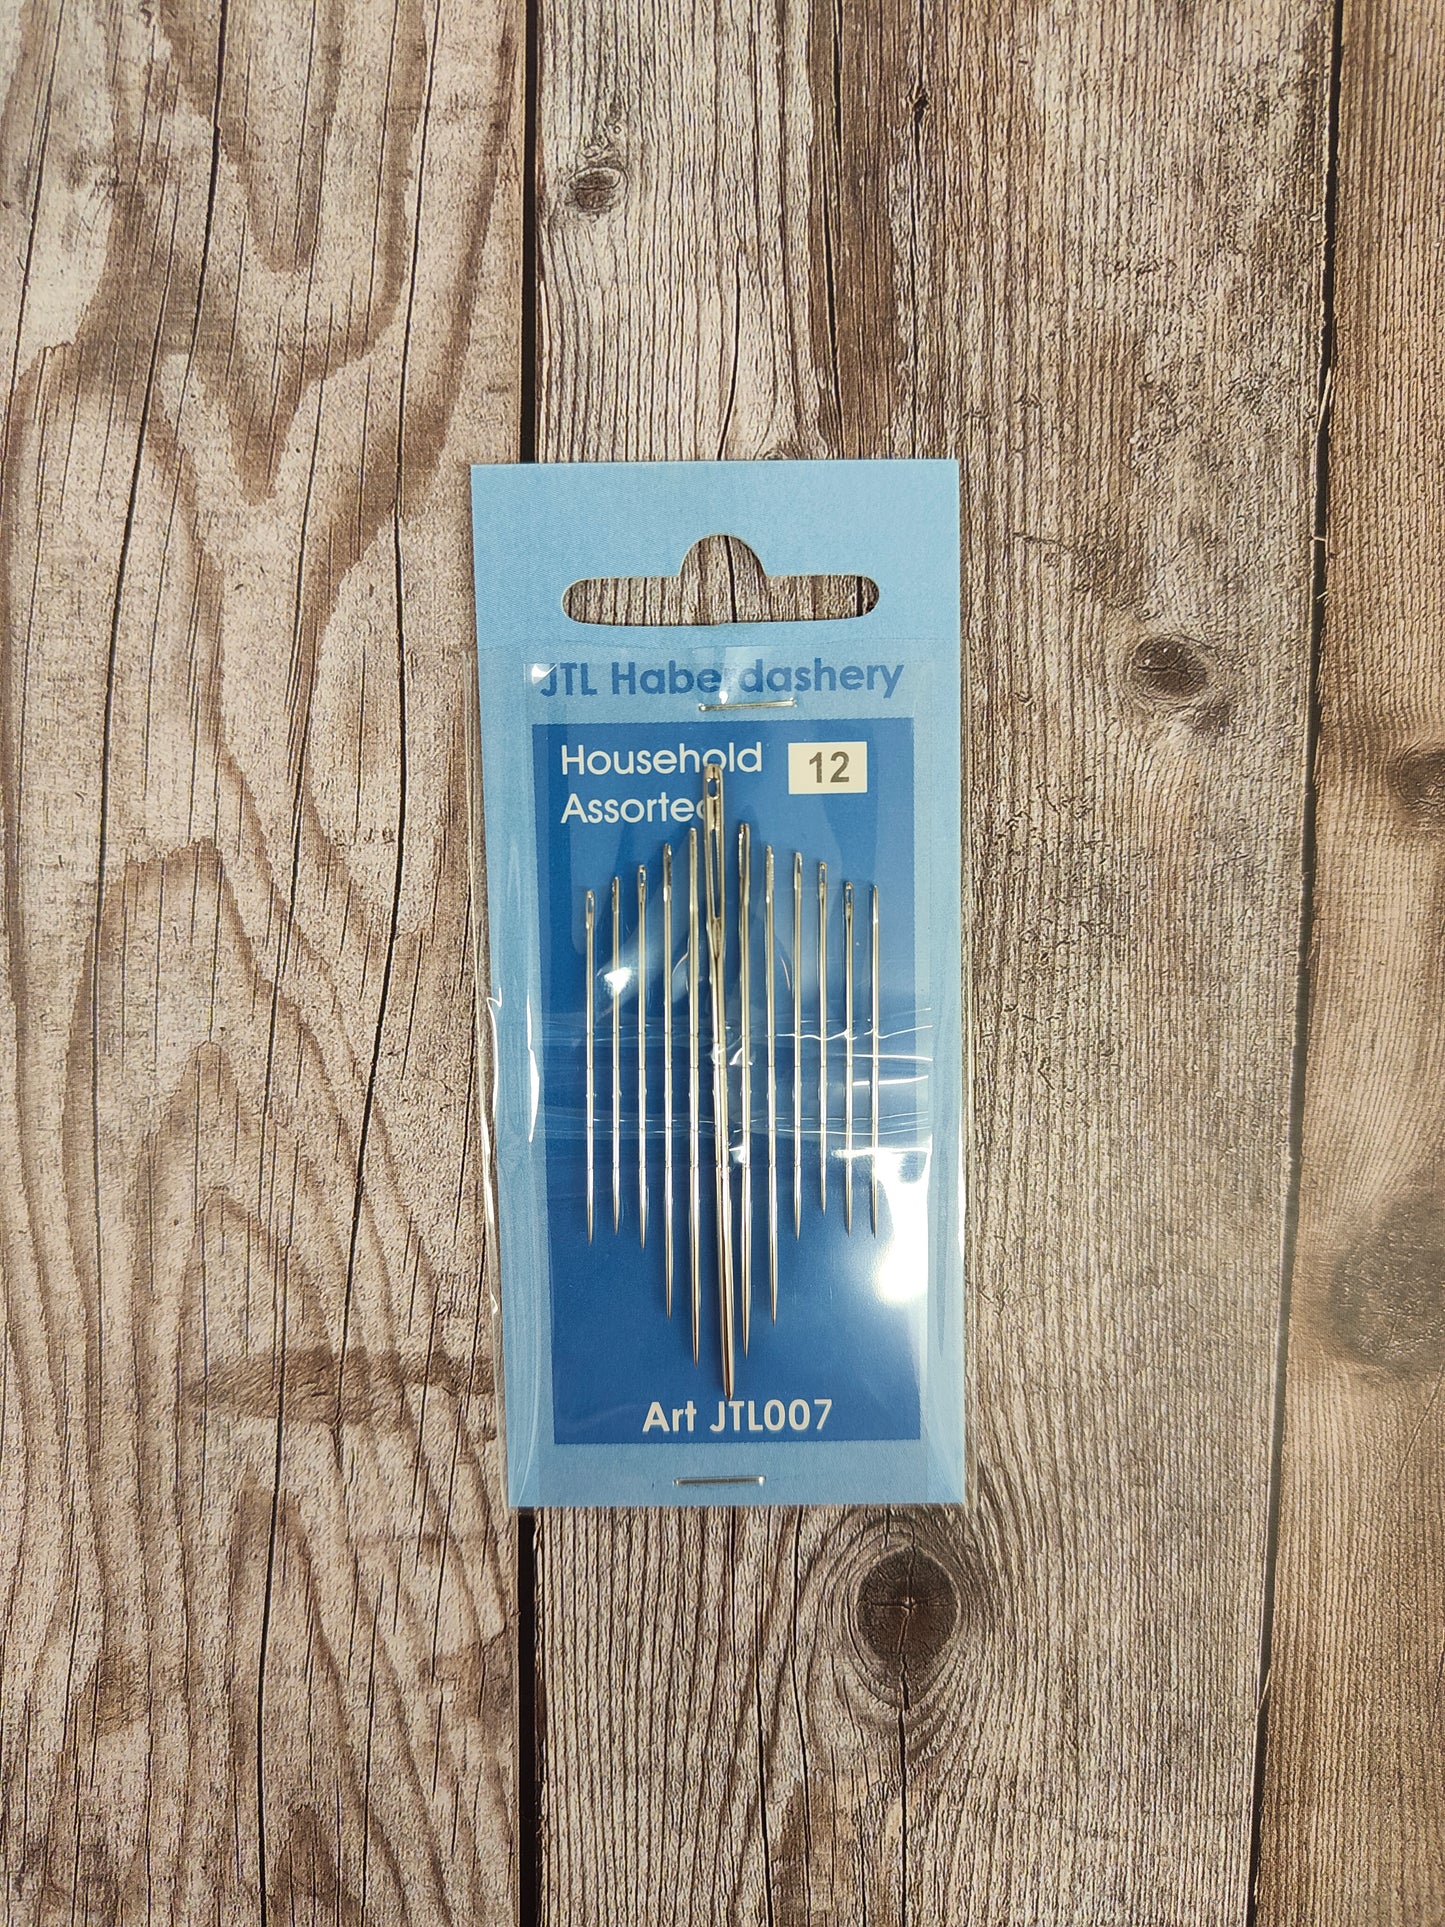 JTL Haberdashery
Household 12
Assorted
Art JTL007